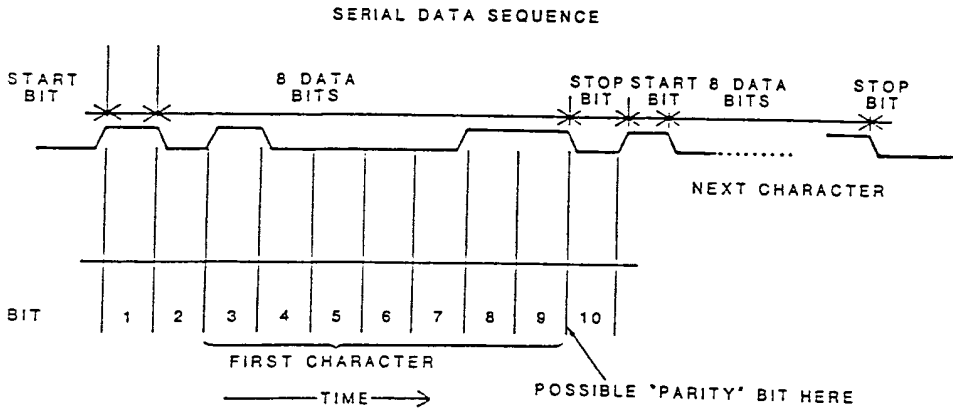 SERIAL DATA SEQUENCE
START
BIT
8 DATA
BITS
STOP
BIT
START
BIT
8 DATA
BITS
STOP
BIT
NEXT CHARACTER
BIT 1 2 3 4 5 6 7 8 9 10
FIRST CHARACTER
TIME
POSSIBLE "PARITY" BIT HERE